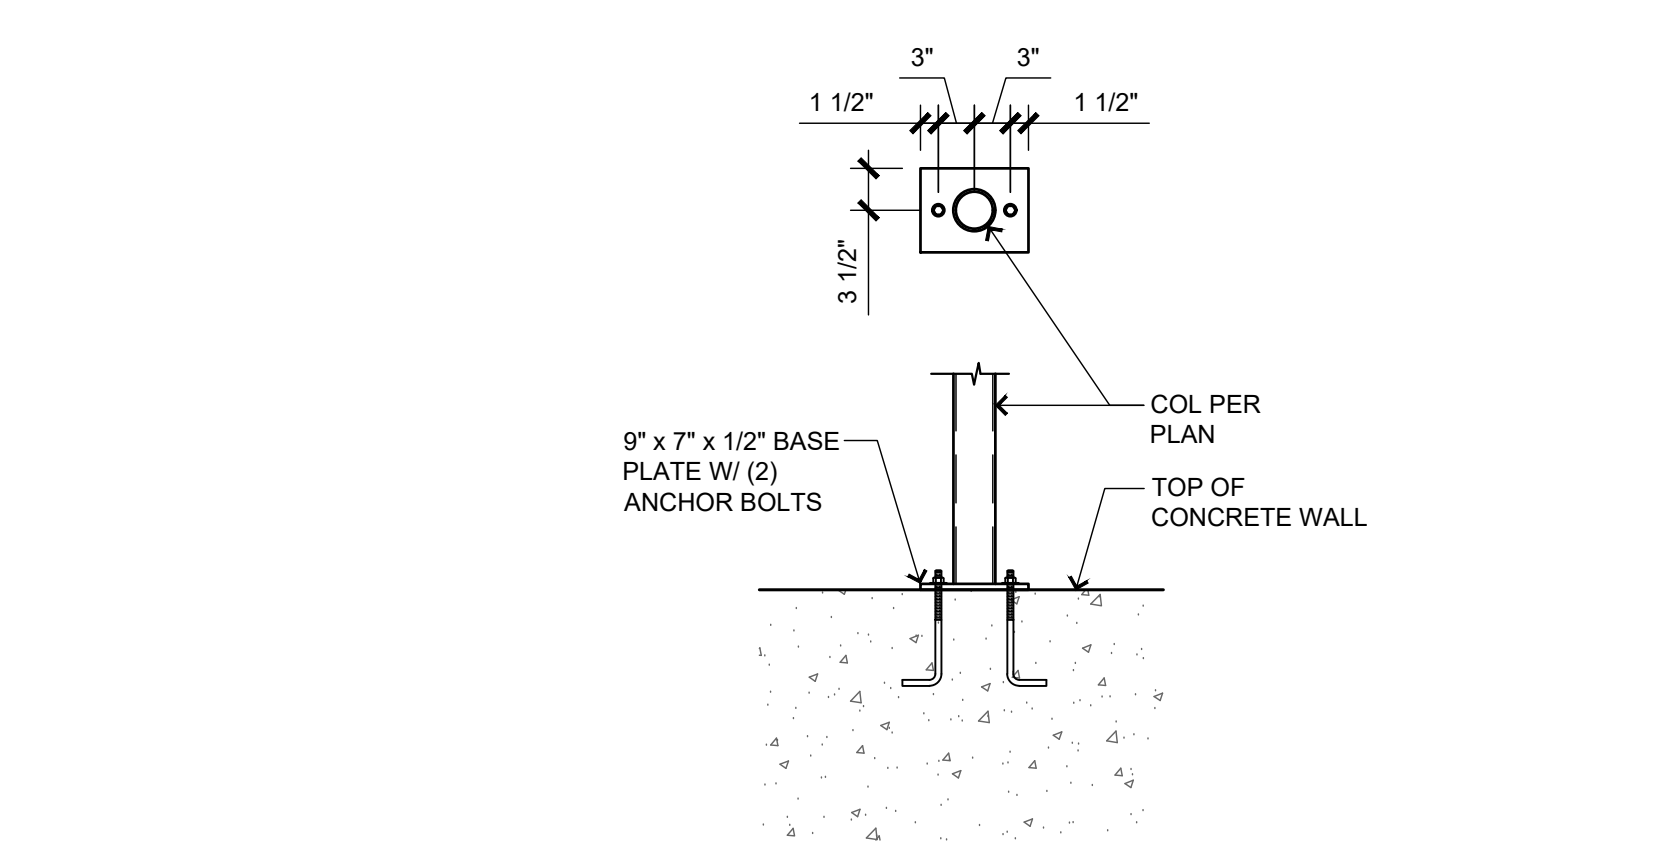 3" 3"
1 1/2" 1 1/2"
3 1/2"
COL PER
PLAN
9" x 7" x 1/2" BASE
PLATE W/ (2)
ANCHOR BOLTS
TOP OF
CONCRETE WALL